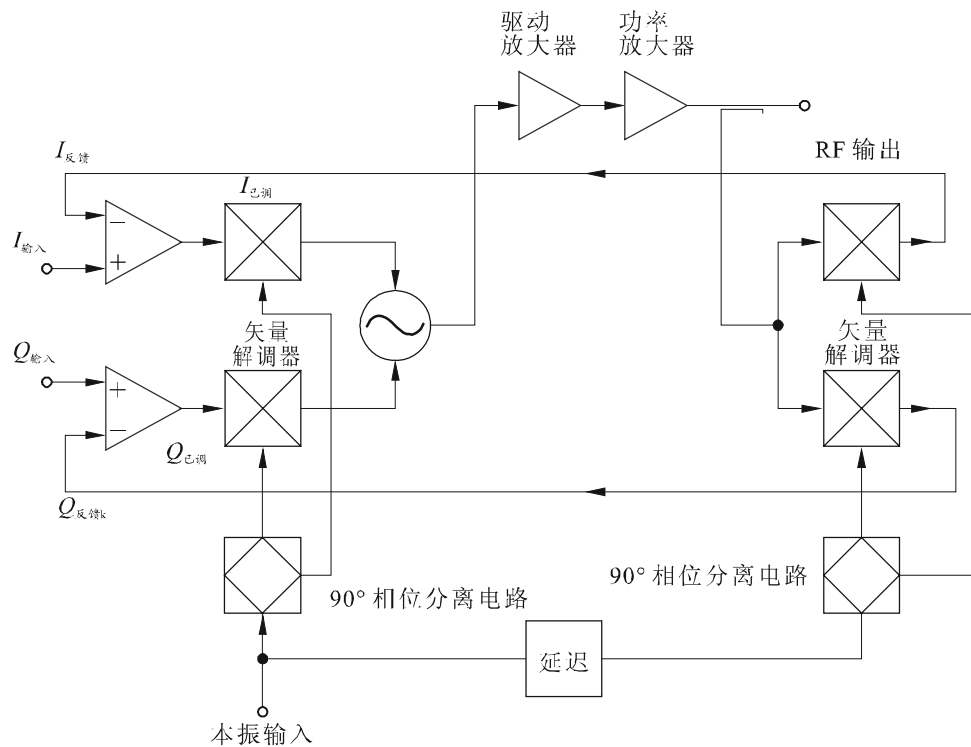 驱动
放大器
功率
放大器
RF 输出
I反馈
I已调
I输入
−
+
矢量
解调器
矢量
解调器
Q输入
+
−
Q已调
Q反馈k
90°相位分离电路
90°相位分离电路
延迟
本振输入